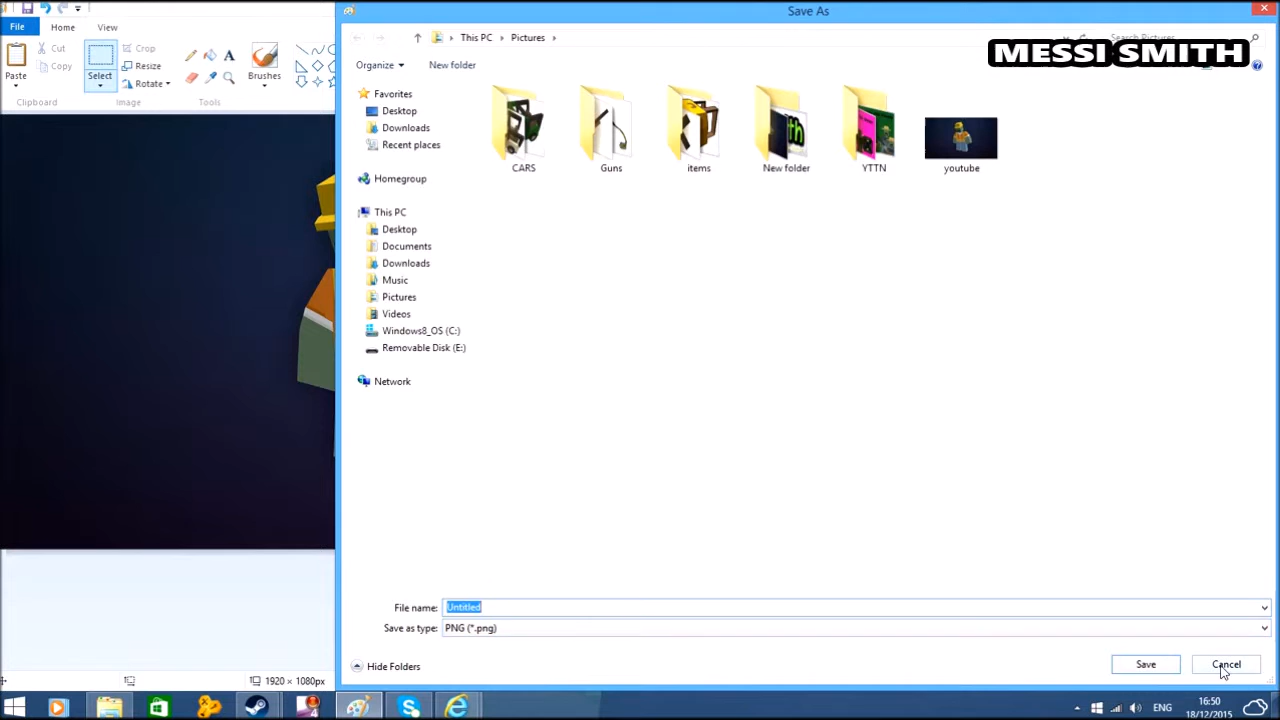 Save As
File
Home
View
This PC
Pictures
Search Pictures
MESSI SMITH
Paste
Cut
Copy
Select
Crop
Resize
Rotate
Brushes
Clipboard
Image
Tools
Organize
New folder
Favorites
Desktop
Downloads
Recent places
Homegroup
This PC
Desktop
Documents
Downloads
Music
Pictures
Videos
Windows8_OS (C:)
Removable Disk (E:)
Network
CARS
Guns
items
New folder
YTTN
youtube
File name: Untitled
Save as type: PNG (*.png)
Hide Folders
Save
Cancel
1920 × 1080px
ENG
16:50
18/12/2015